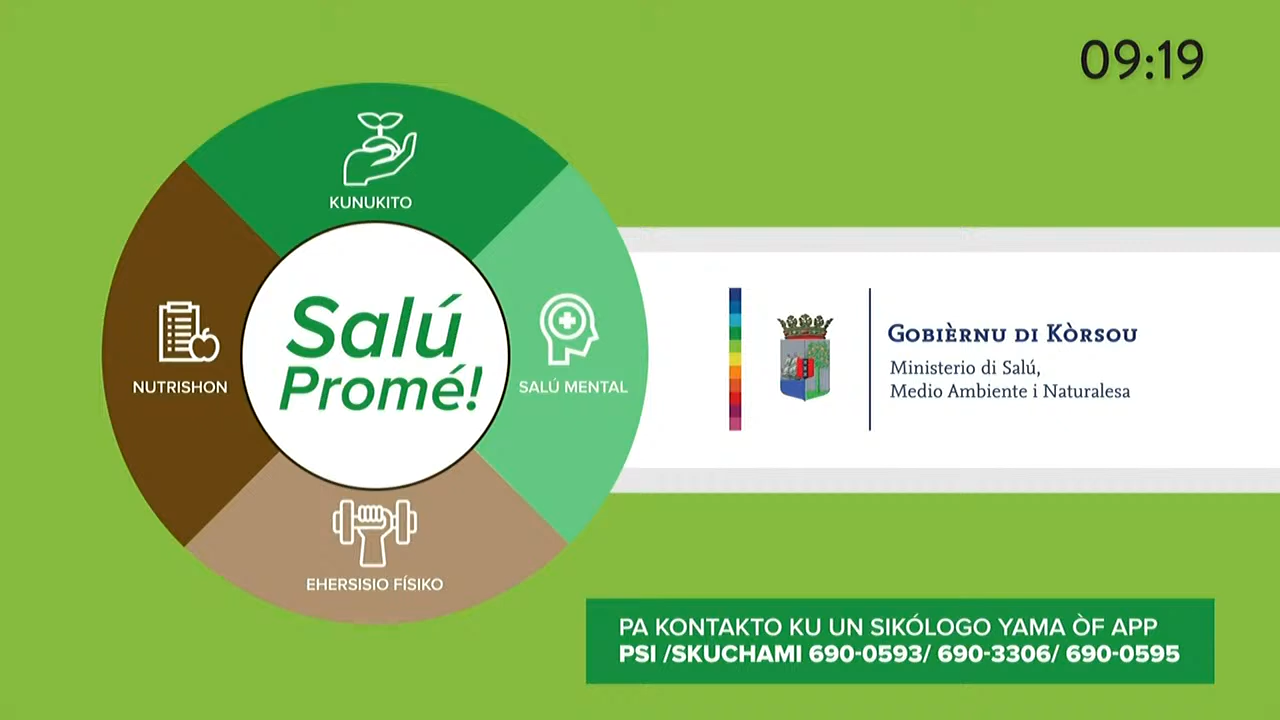 09:19
KUNUKITO
NUTRISHON
Salú
Promé!
SALÚ MENTAL
EHERSISIO FÍSIKO
GOBIÈRNU DI KÒRSOU
Ministerio di Salú,
Medio Ambiente i Naturalesa
PA KONTAKTO KU UN SIKÓLOGO YAMA ÒF APP
PSI /SKUCHAMI 690-0593/ 690-3306/ 690-0595